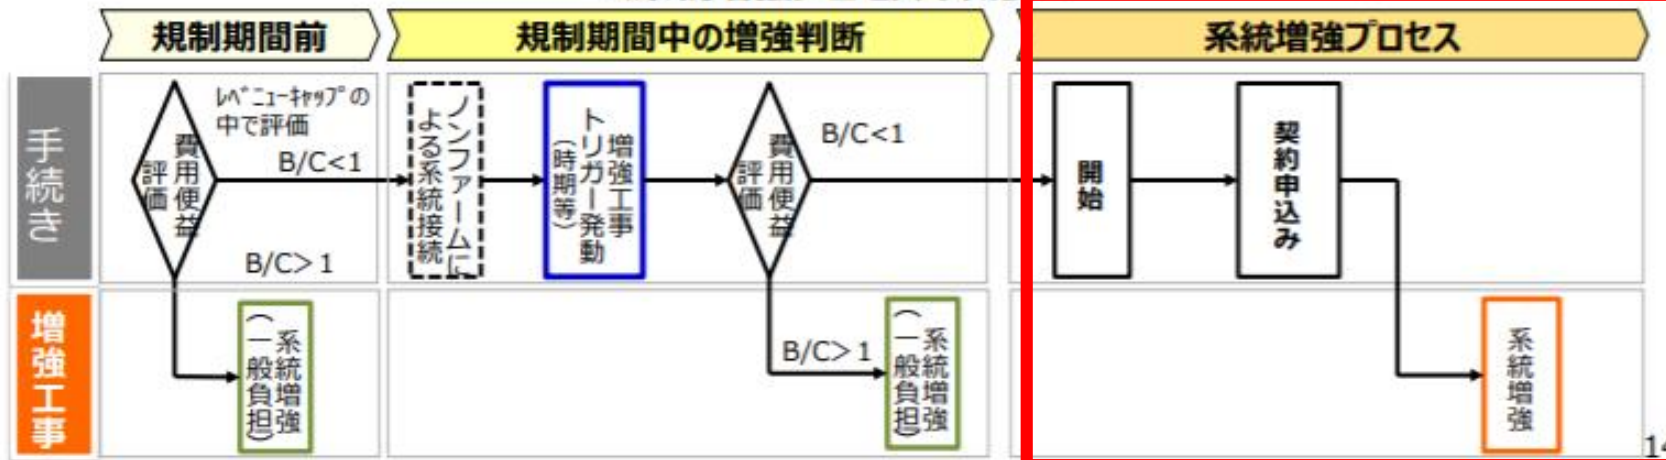 規制期間前
規制期間中の増強判断
系統増強プロセス
手続き
費用便益
評価
ﾚﾍﾞﾆｭｰｷｬｯﾌﾟの
中で評価
B/C<1
B/C>1
ノンファームに
よる系統接続
増強工事
トリガー発動
(時期等)
費用便益
評価
B/C<1
開始
契約申込み
増強工事
系統増強
(一般負担)
B/C>1
系統増強
(一般負担)
系統増強